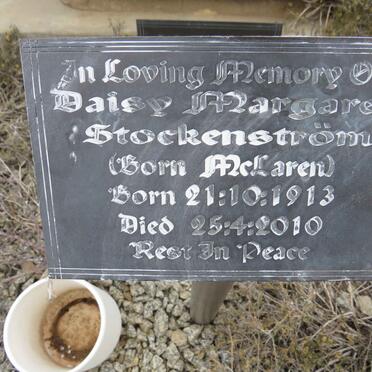 In Loving Memory O
Daisy Margare
Stockenström
(Born McLaren)
Born 21:10:1913
Died 25:4:2010
Rest In Peace